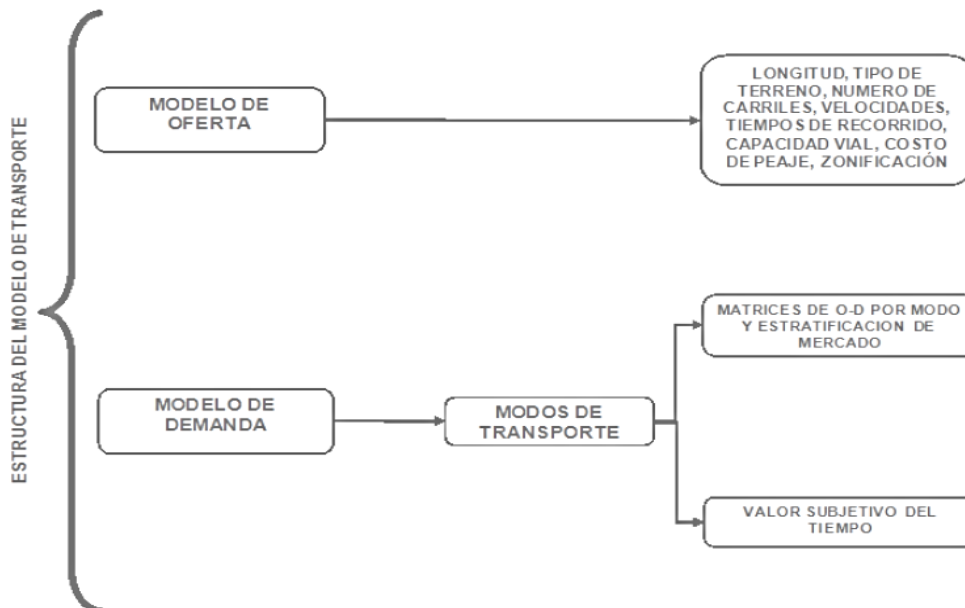 ESTRUCTURA DEL MODELO DE TRANSPORTE
MODELO DE
OFERTA
LONGITUD, TIPO DE
TERRENO, NUMERO DE
CARRILES, VELOCIDADES,
TIEMPOS DE RECORRIDO,
CAPACIDAD VIAL, COSTO
DE PEAJE, ZONIFICACIÓN
MODELO DE
DEMANDA
MODOS DE
TRANSPORTE
MATRICES DE O-D POR MODO
Y ESTRATIFICACION DE
MERCADO
VALOR SUBJETIVO DEL
TIEMPO